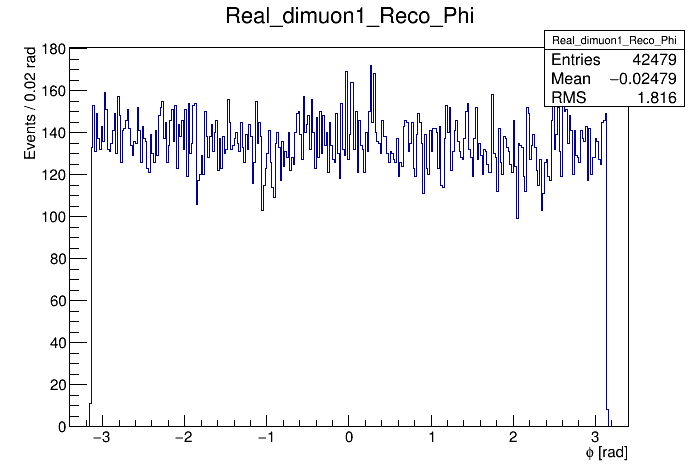 Real_dimuon1_Reco_Phi
Real_dimuon1_Reco_Phi
Entries 42479
Mean −0.02479
RMS 1.816
Events / 0.02 rad
180
160
140
120
100
80
60
40
20
0
−3 −2 −1 0 1 2 3
ϕ [rad]